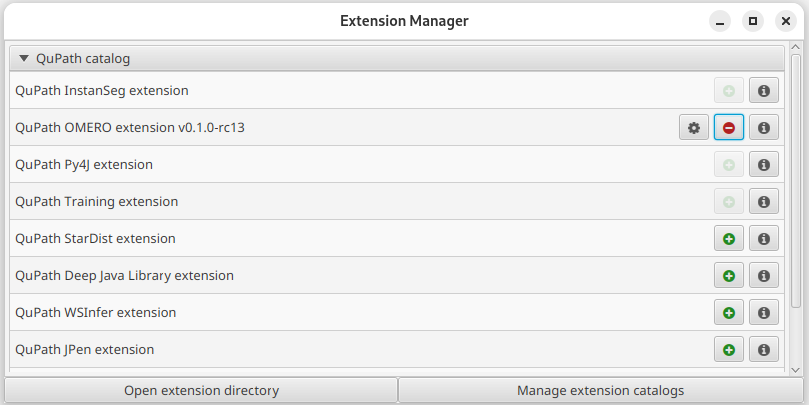 Extension Manager
QuPath catalog
QuPath InstanSeg extension
QuPath OMERO extension v0.1.0-rc13
QuPath Py4J extension
QuPath Training extension
QuPath StarDist extension
QuPath Deep Java Library extension
QuPath WSInfer extension
QuPath JPen extension
Open extension directory
Manage extension catalogs